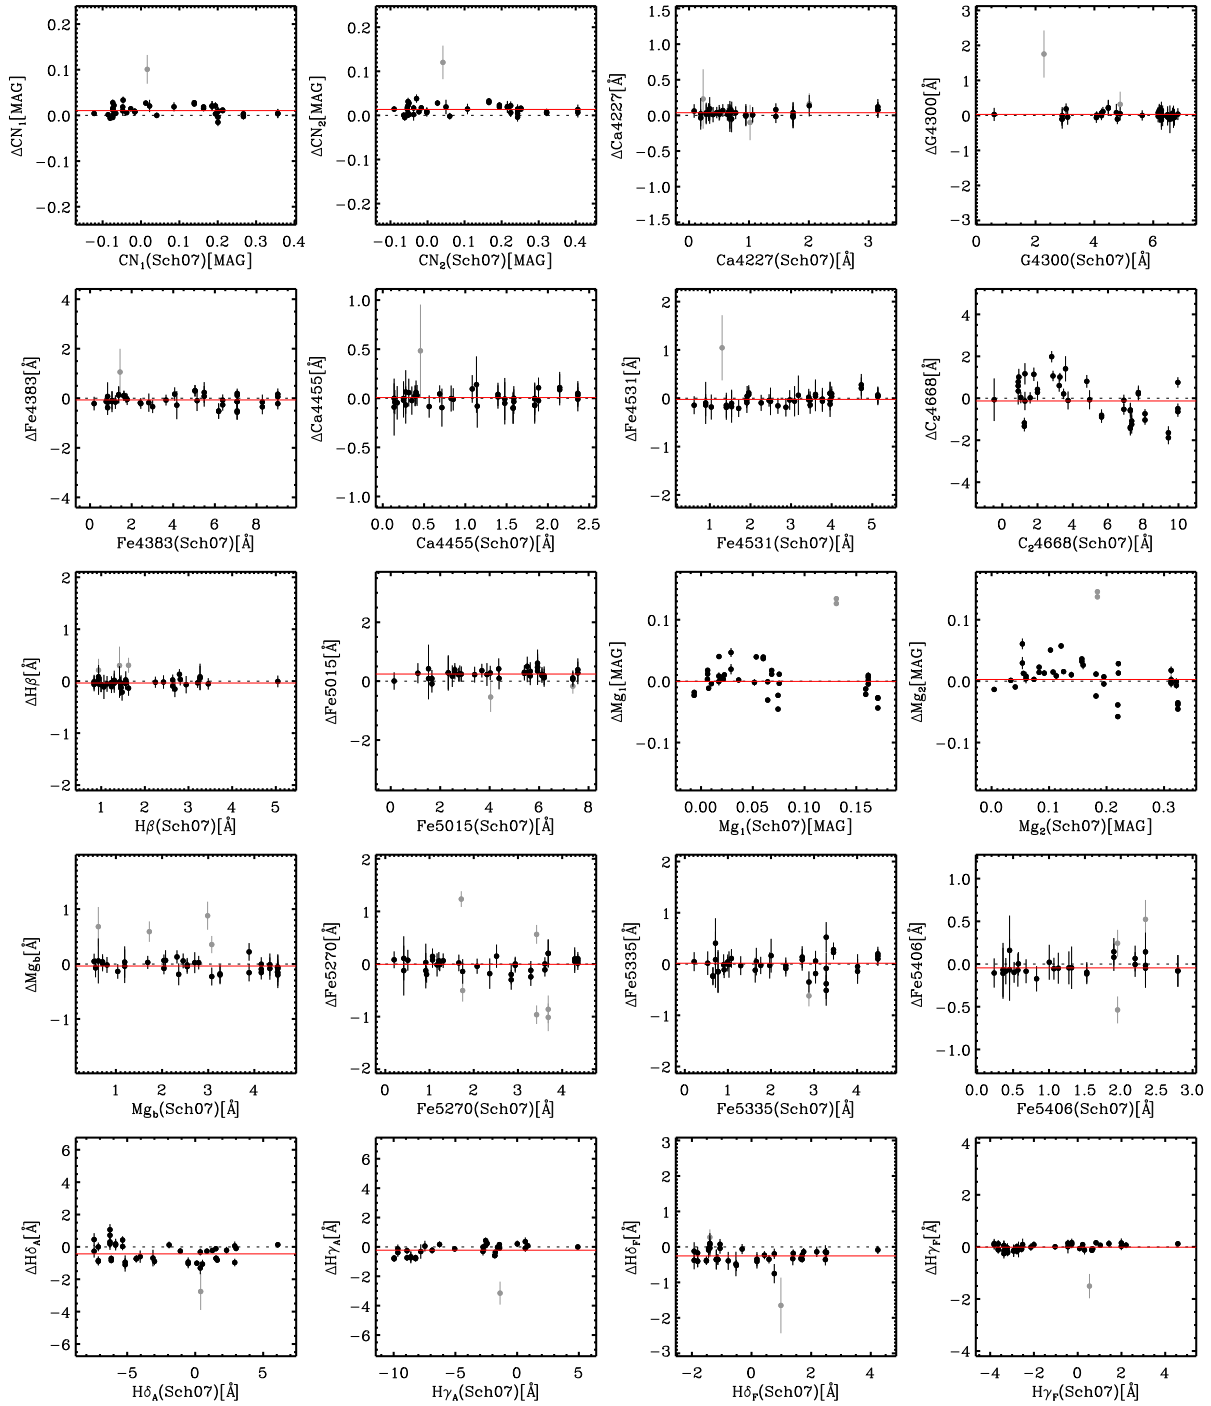 ΔCN₁[MAG]
0.2
0.1
0.0
−0.1
−0.2
−0.1 0.0 0.1 0.2 0.3 0.4
CN₁(Sch07)[MAG]
ΔCN₂[MAG]
0.2
0.1
0.0
−0.1
−0.2
−0.1 0.0 0.1 0.2 0.3 0.4
CN₂(Sch07)[MAG]
ΔCa4227[Å]
1.5
1.0
0.5
0.0
−0.5
−1.0
−1.5
0 1 2 3
Ca4227(Sch07)[Å]
ΔG4300[Å]
3
2
1
0
−1
−2
−3
0 2 4 6
G4300(Sch07)[Å]
ΔFe4383[Å]
4
2
0
−2
−4
0 2 4 6 8
Fe4383(Sch07)[Å]
ΔCa4455[Å]
1.0
0.5
0.0
−0.5
−1.0
0.0 0.5 1.0 1.5 2.0 2.5
Ca4455(Sch07)[Å]
ΔFe4531[Å]
2
1
0
−1
−2
1 2 3 4 5
Fe4531(Sch07)[Å]
ΔC₂4668[Å]
4
2
0
−2
−4
0 2 4 6 8 10
C₂4668(Sch07)[Å]
ΔHβ[Å]
2
1
0
−1
−2
1 2 3 4 5
Hβ(Sch07)[Å]
ΔFe5015[Å]
2
0
−2
0 2 4 6 8
Fe5015(Sch07)[Å]
ΔMg₁[MAG]
0.1
0.0
−0.1
0.00 0.05 0.10 0.15
Mg₁(Sch07)[MAG]
ΔMg₂[MAG]
0.1
0.0
−0.1
0.0 0.1 0.2 0.3
Mg₂(Sch07)[MAG]
ΔMg_b[Å]
1
0
−1
1 2 3 4
Mg_b(Sch07)[Å]
ΔFe5270[Å]
2
1
0
−1
−2
0 1 2 3 4
Fe5270(Sch07)[Å]
ΔFe5335[Å]
2
1
0
−1
−2
0 1 2 3 4
Fe5335(Sch07)[Å]
ΔFe5406[Å]
1.0
0.5
0.0
−0.5
−1.0
0.0 0.5 1.0 1.5 2.0 2.5 3.0
Fe5406(Sch07)[Å]
ΔHδ_A[Å]
6
4
2
0
−2
−4
−6
−5 0 5
Hδ_A(Sch07)[Å]
ΔHγ_A[Å]
6
4
2
0
−2
−4
−6
−10 −5 0 5
Hγ_A(Sch07)[Å]
ΔHδ_F[Å]
3
2
1
0
−1
−2
−3
−2 0 2 4
Hδ_F(Sch07)[Å]
ΔHγ_F[Å]
4
2
0
−2
−4
−4 −2 0 2 4
Hγ_F(Sch07)[Å]